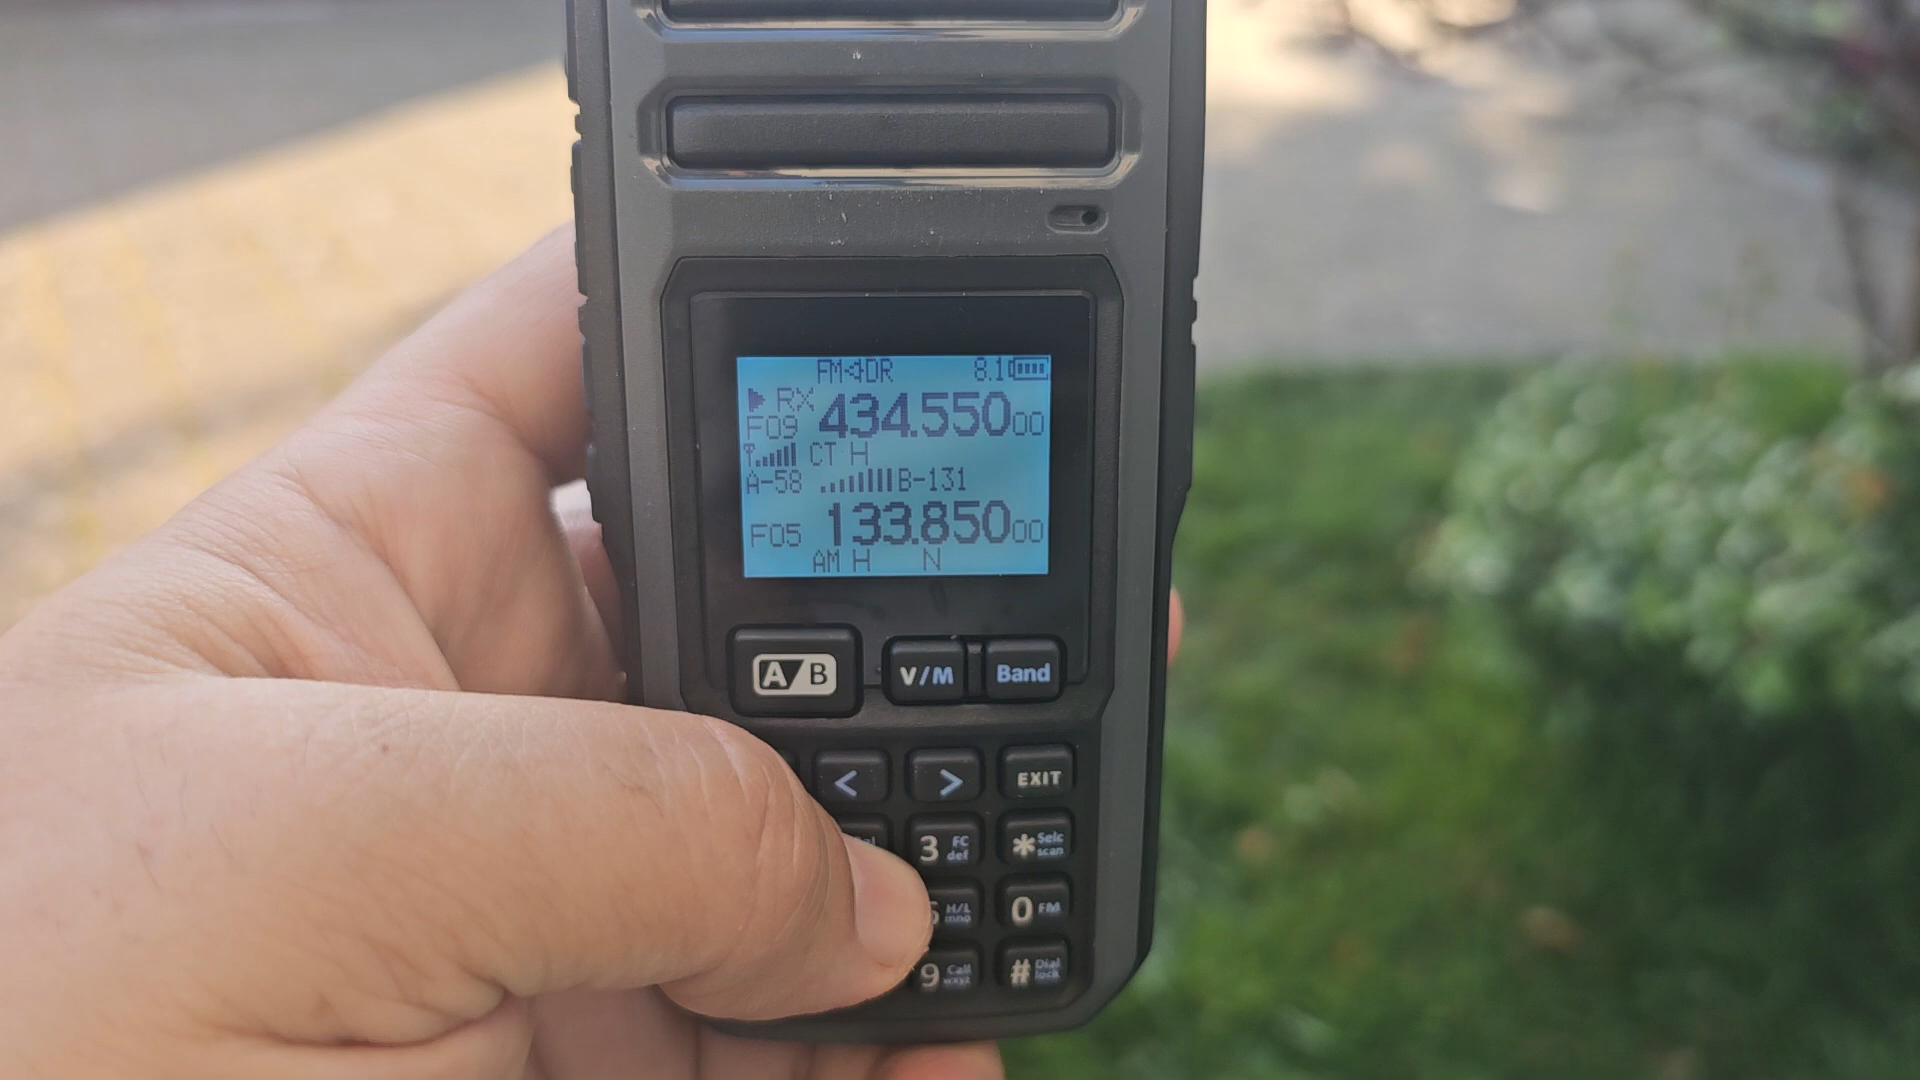 FM DR 8.1
RX 434.55000
F09
CT H
A-58 B-131
F05 133.85000
AM H N
A/B V/M Band
< > EXIT
3 FC def * Selc scan
H/L mno 0 FM
9 Call wxyz # Dial lock